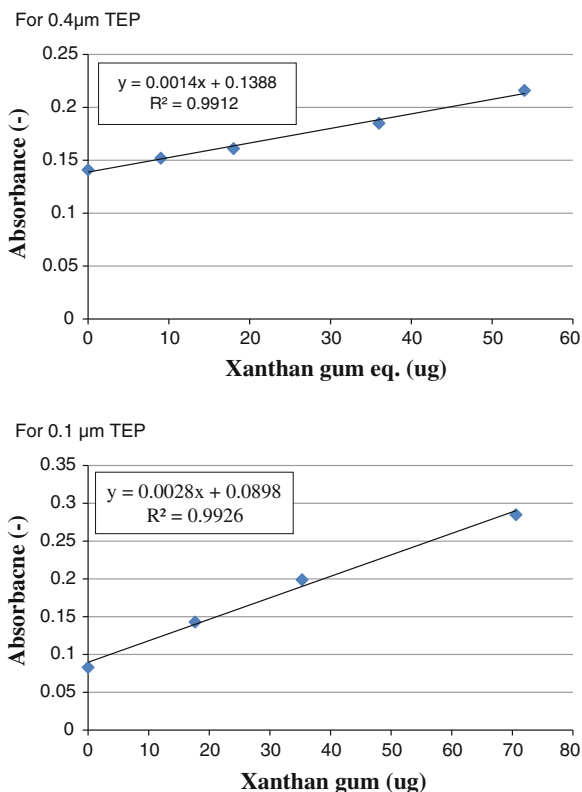 For 0.4µm TEP
0.25
0.2
0.15
0.1
0.05
0
Absorbance (-)
y = 0.0014x + 0.1388
R² = 0.9912
0 10 20 30 40 50 60
Xanthan gum eq. (ug)
For 0.1 µm TEP
0.35
0.3
0.25
0.2
0.15
0.1
0.05
0
Absorbacne (-)
y = 0.0028x + 0.0898
R² = 0.9926
0 10 20 30 40 50 60 70 80
Xanthan gum (ug)